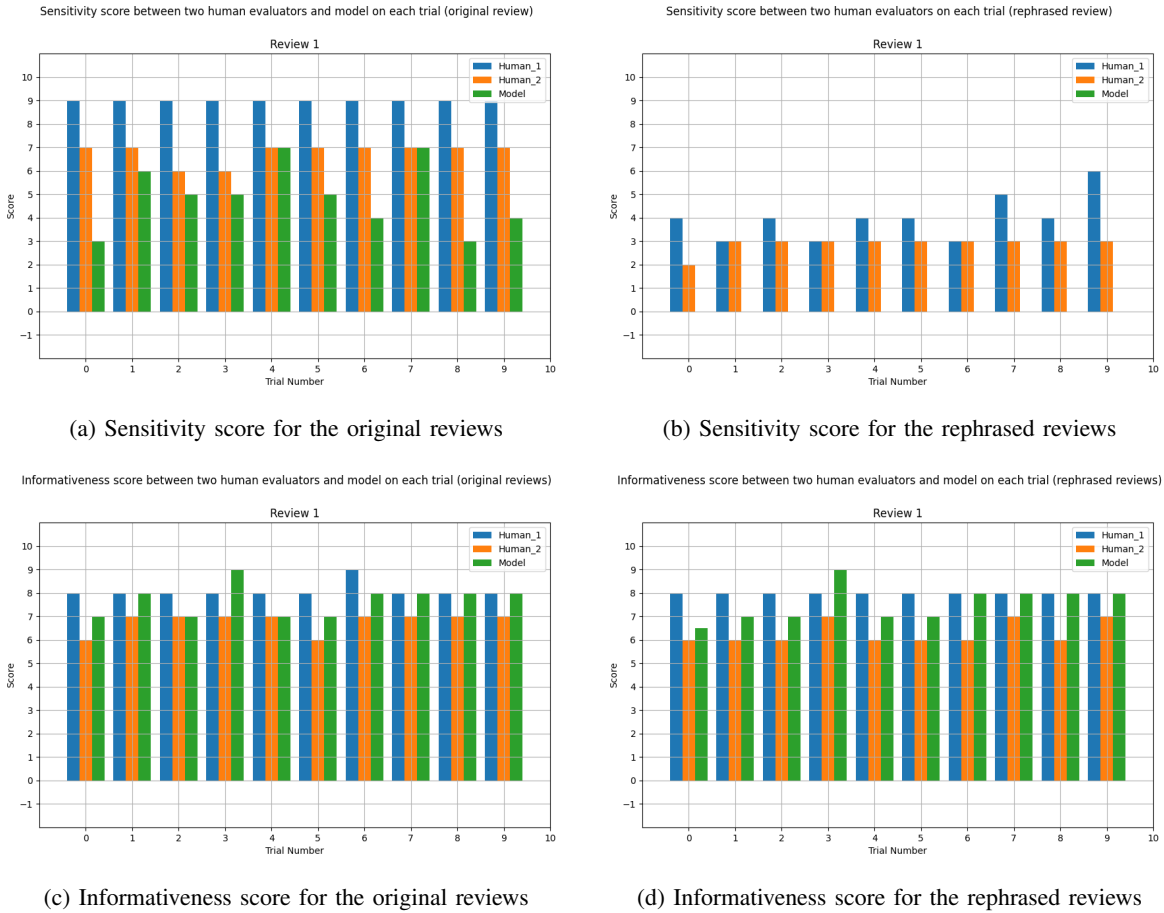 Sensitivity score between two human evaluators and model on each trial (original review)
Review 1
Human_1
Human_2
Model
10
9
8
7
6
5
4
3
2
1
0
−1
Score
0 1 2 3 4 5 6 7 8 9 10
Trial Number
(a) Sensitivity score for the original reviews
Sensitivity score between two human evaluators on each trial (rephrased review)
Review 1
Human_1
Human_2
10
9
8
7
6
5
4
3
2
1
0
−1
Score
0 1 2 3 4 5 6 7 8 9 10
Trial Number
(b) Sensitivity score for the rephrased reviews
Informativeness score between two human evaluators and model on each trial (original reviews)
Review 1
Human_1
Human_2
Model
10
9
8
7
6
5
4
3
2
1
0
−1
Score
0 1 2 3 4 5 6 7 8 9 10
Trial Number
(c) Informativeness score for the original reviews
Informativeness score between two human evaluators and model on each trial (rephrased reviews)
Review 1
Human_1
Human_2
Model
10
9
8
7
6
5
4
3
2
1
0
−1
Score
0 1 2 3 4 5 6 7 8 9 10
Trial Number
(d) Informativeness score for the rephrased reviews